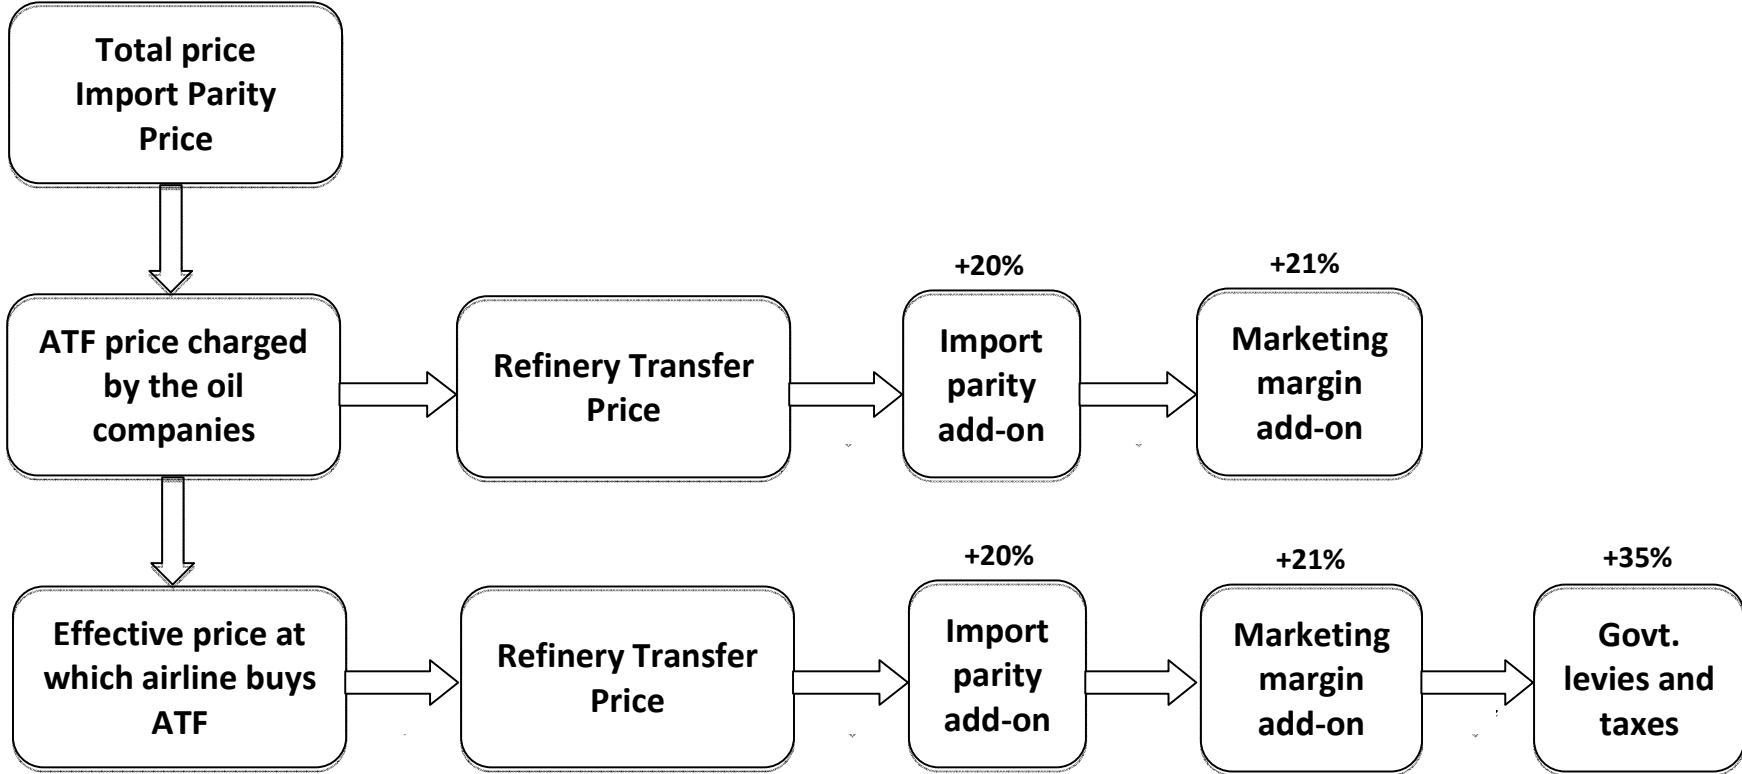 Total price
Import Parity
Price
+20%
+21%
ATF price charged
by the oil
companies
Refinery Transfer
Price
Import
parity
add-on
Marketing
margin
add-on
+20%
+21%
+35%
Effective price at
which airline buys
ATF
Refinery Transfer
Price
Import
parity
add-on
Marketing
margin
add-on
Govt.
levies and
taxes